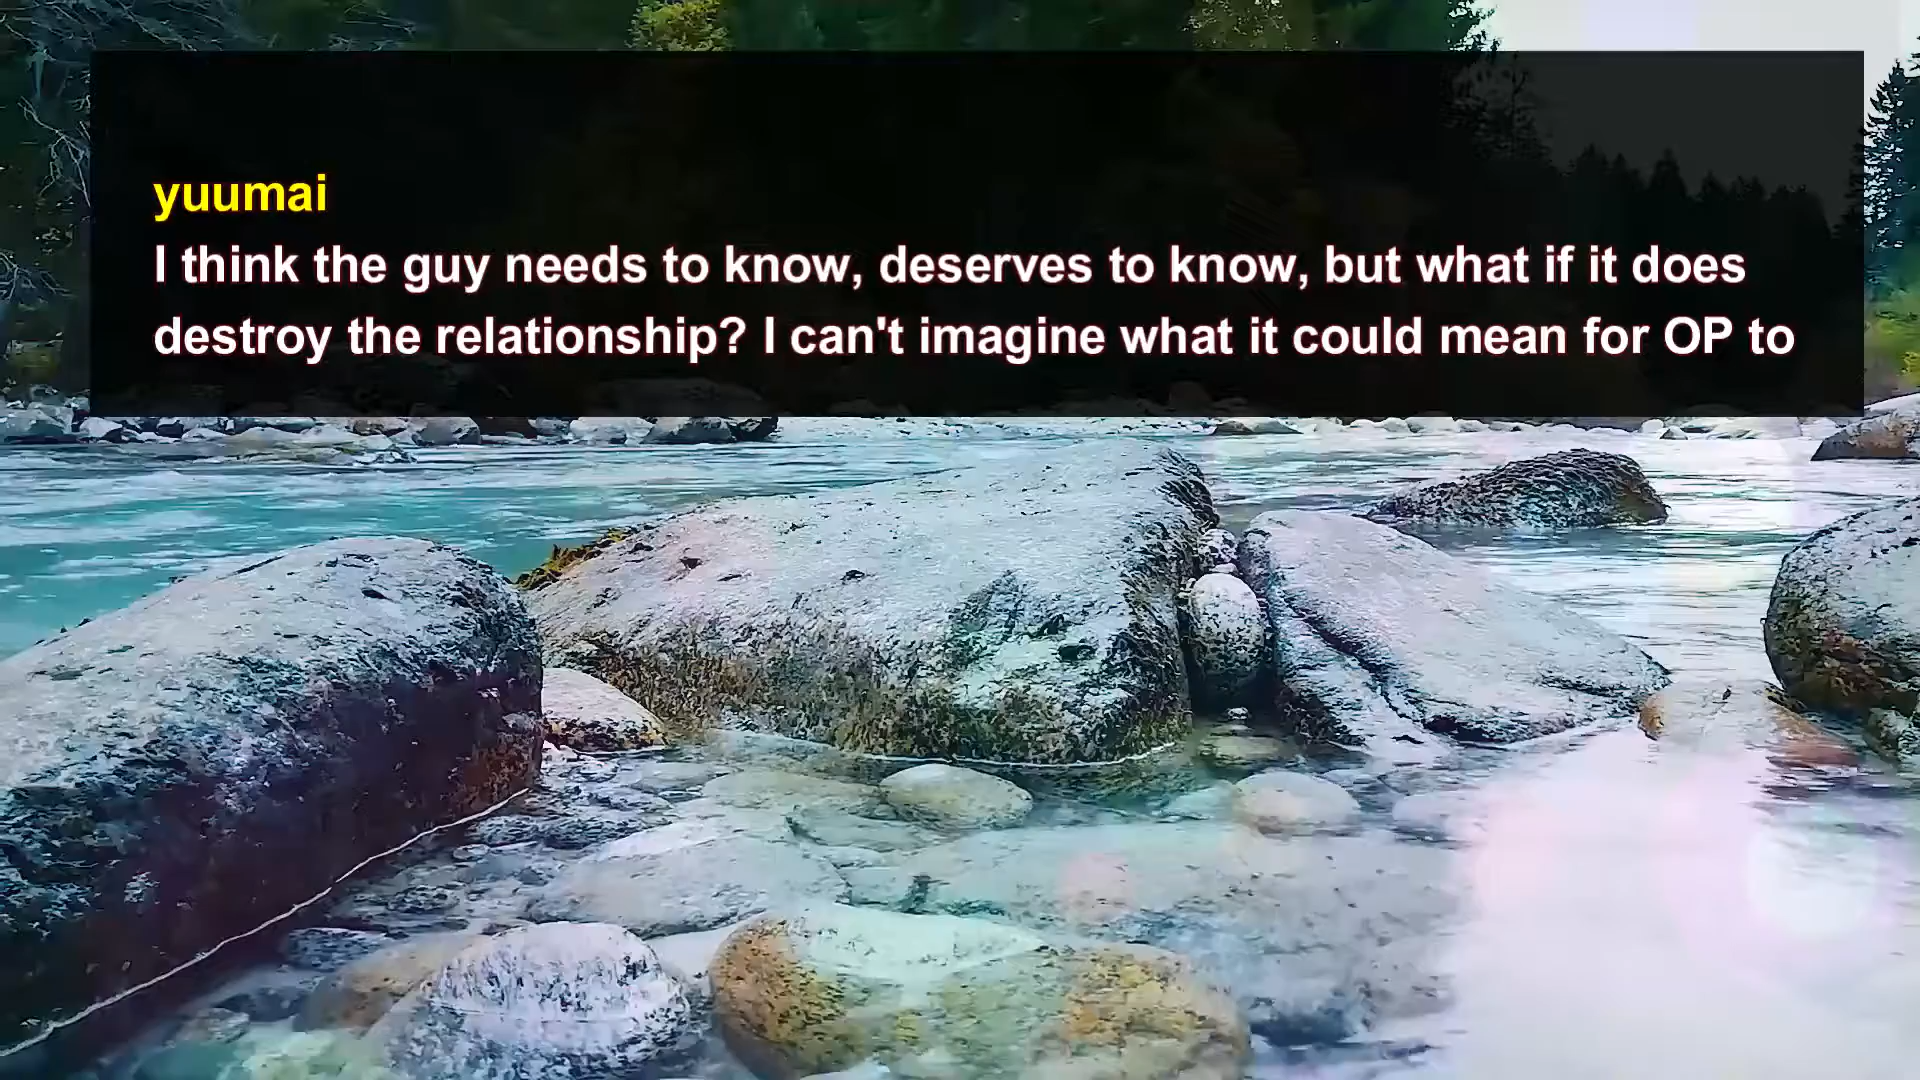 yuumai
I think the guy needs to know, deserves to know, but what if it does
destroy the relationship? I can't imagine what it could mean for OP to